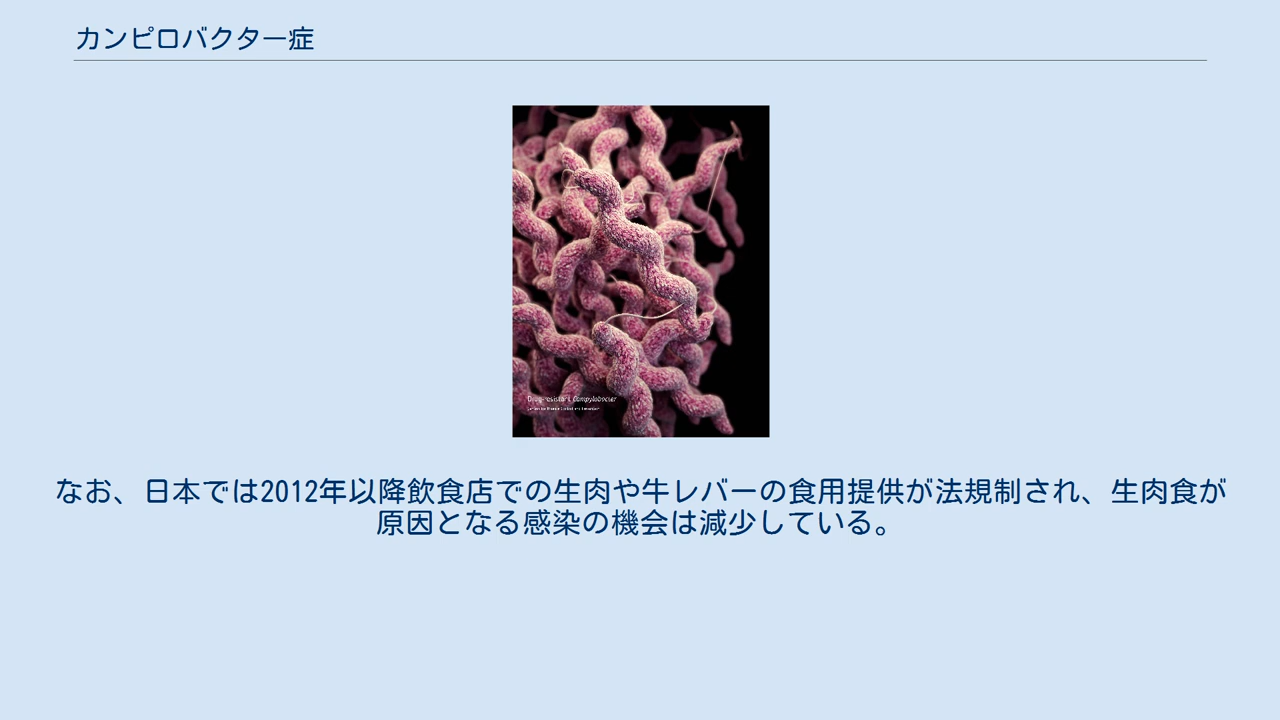 カンピロバクター症
Drug-resistant Campylobacter
なお、日本では2012年以降飲食店での生肉や牛レバーの食用提供が法規制され、生肉食が
原因となる感染の機会は減少している。